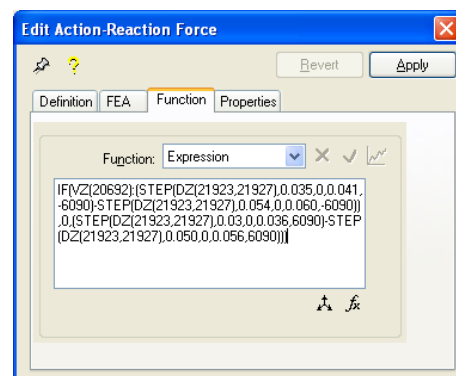 Edit Action-Reaction Force
Revert
Apply
Definition
FEA
Function
Properties
Function:
Expression
IF(VZ(20692):(STEP(DZ(21923,21927),0.035,0,0.041,
-6090)-STEP(DZ(21923,21927),0.054,0,0.060,-6090))
,0,(STEP(DZ(21923,21927),0.03,0,0.036,6090)-STEP
(DZ(21923,21927),0.050,0,0.056,6090)))
fx